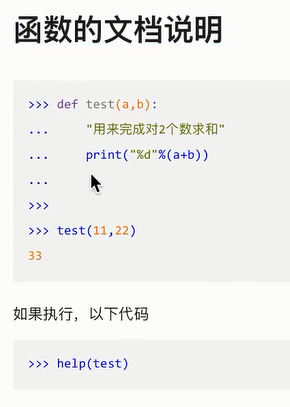 函数的文档说明
>>> def test(a,b):
...     "用来完成对2个数求和"
...     print("%d"%(a+b))
...
>>>
>>> test(11,22)
33
如果执行，以下代码
>>> help(test)